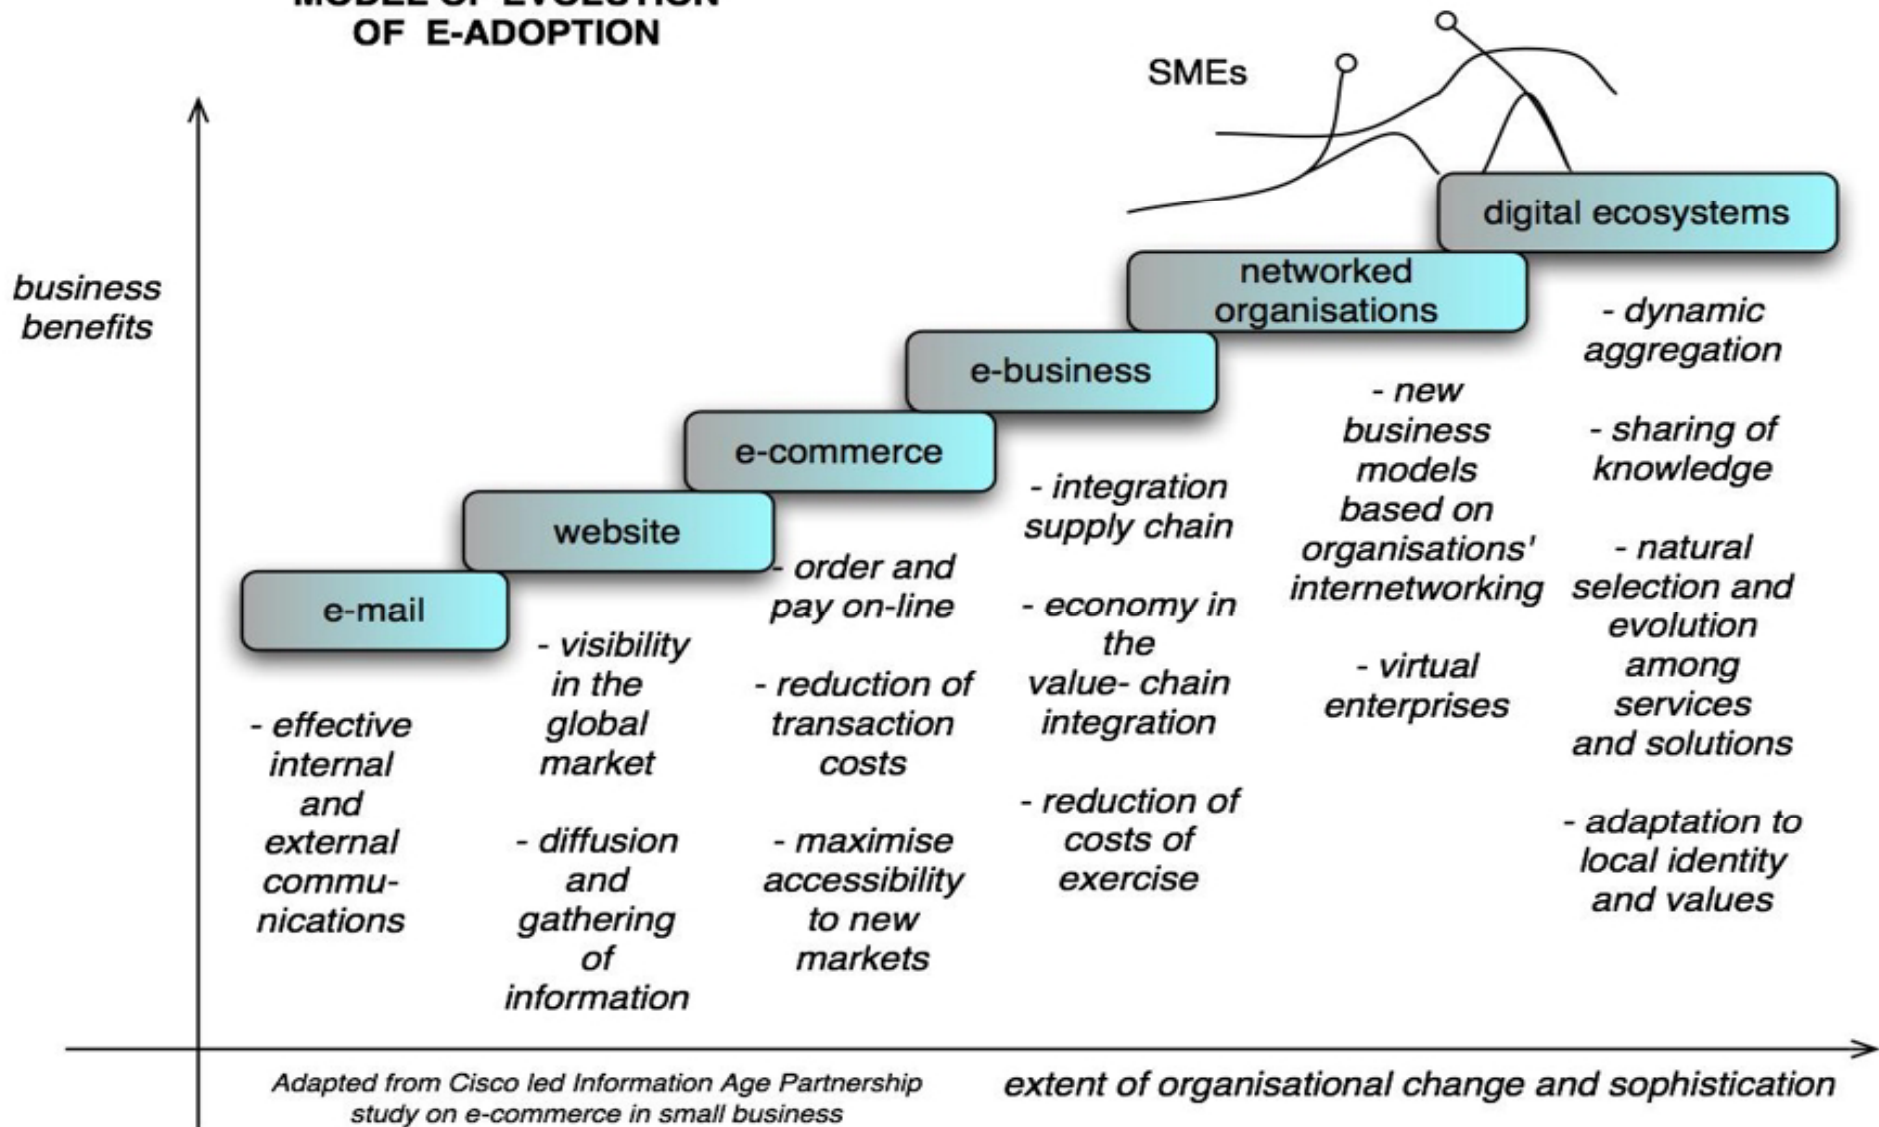 MODEL OF EVOLUTION
OF E-ADOPTION
SMEs
business
benefits
digital ecosystems
networked
organisations
e-business
e-commerce
website
e-mail
- effective
internal
and
external
commu-
nications
- visibility
in the
global
market
- diffusion
and
gathering
of
information
- order and
pay on-line
- reduction of
transaction
costs
- maximise
accessibility
to new
markets
- integration
supply chain
- economy in
the
value- chain
integration
- reduction of
costs of
exercise
- new
business
models
based on
organisations'
internetworking
- virtual
enterprises
- dynamic
aggregation
- sharing of
knowledge
- natural
selection and
evolution
among
services
and solutions
- adaptation to
local identity
and values
Adapted from Cisco led Information Age Partnership
study on e-commerce in small business
extent of organisational change and sophistication